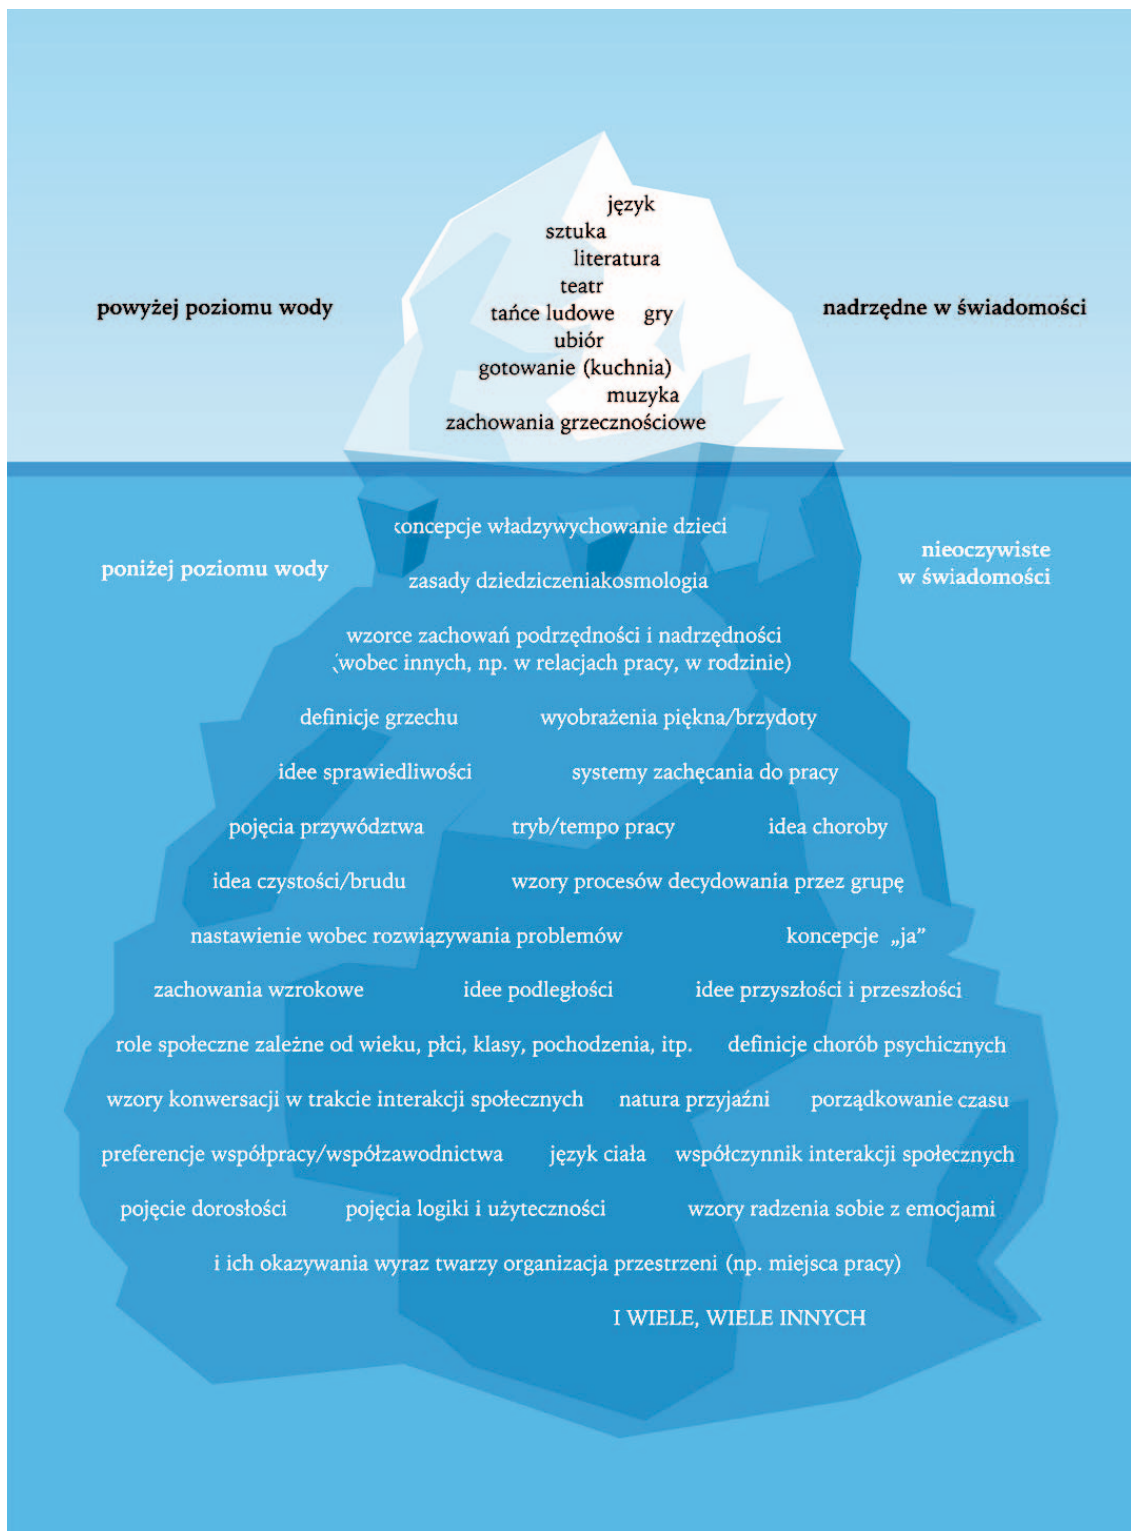 język
sztuka
literatura
teatr
powyżej poziomu wody
tańce ludowe gry
nadrzędne w świadomości
ubiór
gotowanie (kuchnia)
muzyka
zachowania grzecznościowe
koncepcje władzywychowanie dzieci
poniżej poziomu wody
nieoczywiste
w świadomości
zasady dziedziczeniakosmologia
wzorce zachowań podrzędności i nadrzędności
(wobec innych, np. w relacjach pracy, w rodzinie)
definicje grzechu wyobrażenia piękna/brzydoty
idee sprawiedliwości systemy zachęcania do pracy
pojęcia przywództwa tryb/tempo pracy idea choroby
idea czystości/brudu wzory procesów decydowania przez grupę
nastawienie wobec rozwiązywania problemów koncepcje „ja”
zachowania wzrokowe idee podległości idee przyszłości i przeszłości
role społeczne zależne od wieku, płci, klasy, pochodzenia, itp. definicje chorób psychicznych
wzory konwersacji w trakcie interakcji społecznych natura przyjaźni porządkowanie czasu
preferencje współpracy/współzawodnictwa język ciała współczynnik interakcji społecznych
pojęcie dorosłości pojęcia logiki i użyteczności wzory radzenia sobie z emocjami
i ich okazywania wyraz twarzy organizacja przestrzeni (np. miejsca pracy)
I WIELE, WIELE INNYCH